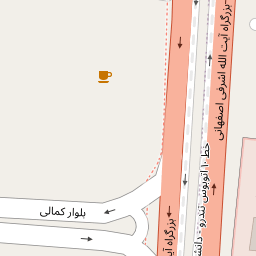 بزرگراه آیت الله اشرفی اصفهانی
خط ۱۰ اتوبوس تندرو - دانش
بلوار کمالی
بزرگراه آی